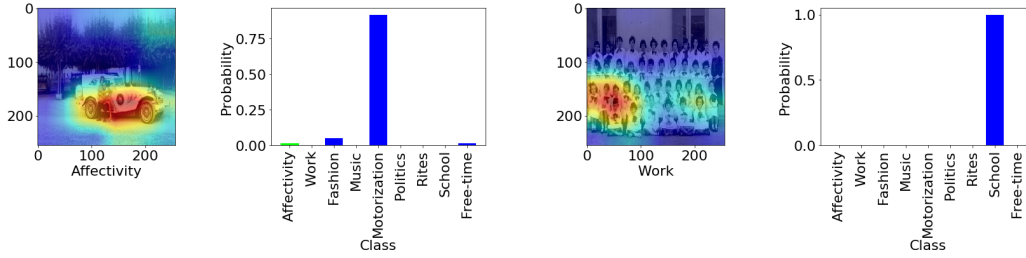 0
100
200
0 100 200
Affectivity
Probability
0.75
0.50
0.25
0.00
Affectivity
Work
Fashion
Music
Motorization
Politics
Rites
School
Free-time
Class
0
100
200
0 100 200
Work
Probability
1.0
0.5
0.0
Affectivity
Work
Fashion
Music
Motorization
Politics
Rites
School
Free-time
Class